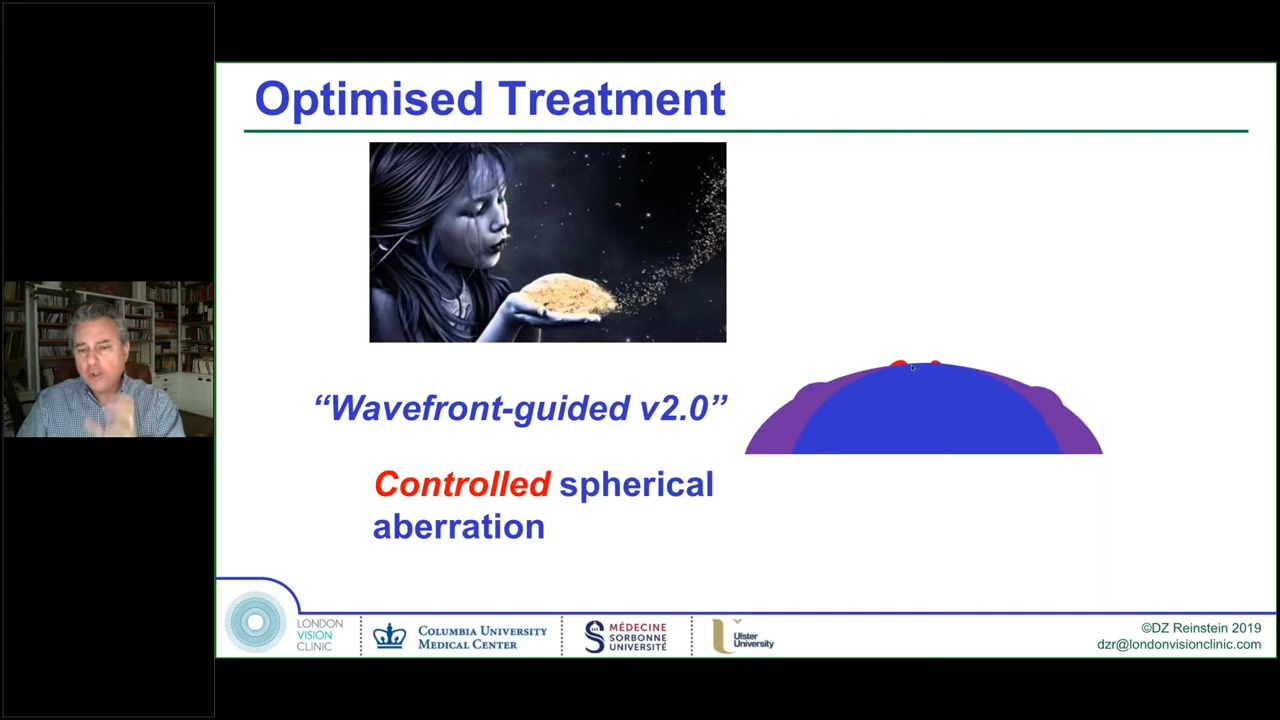 Optimised Treatment
“Wavefront-guided v2.0”
Controlled spherical
aberration
LONDON
VISION
CLINIC
COLUMBIA UNIVERSITY
MEDICAL CENTER
MÉDECINE
SORBONNE
UNIVERSITÉ
Ulster
University
©DZ Reinstein 2019
dzr@londonvisionclinic.com